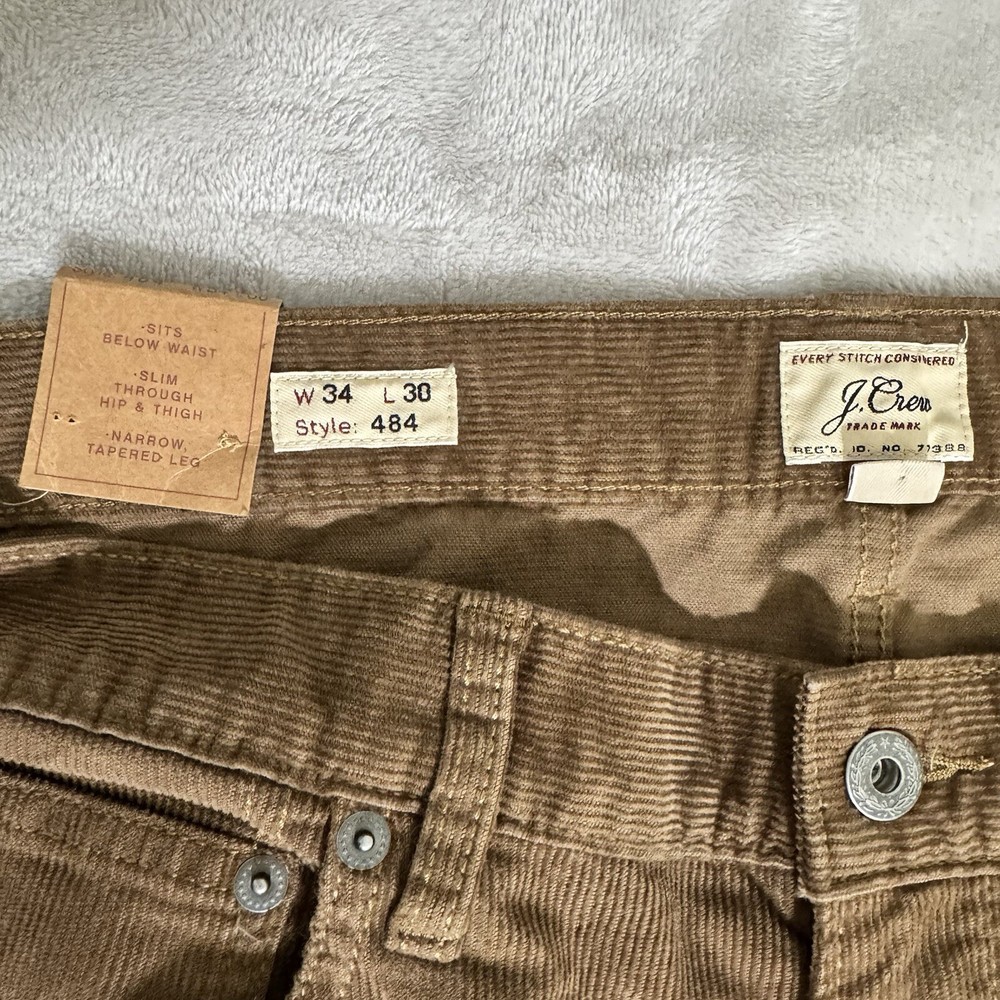 ·SITS
BELOW WAIST
·SLIM
THROUGH
HIP & THIGH
·NARROW,
TAPERED LEG
W 34 L 30
Style: 484
EVERY STITCH CONSIDERED
J.Crew
TRADE MARK
REG'D. ID. NO. 77388